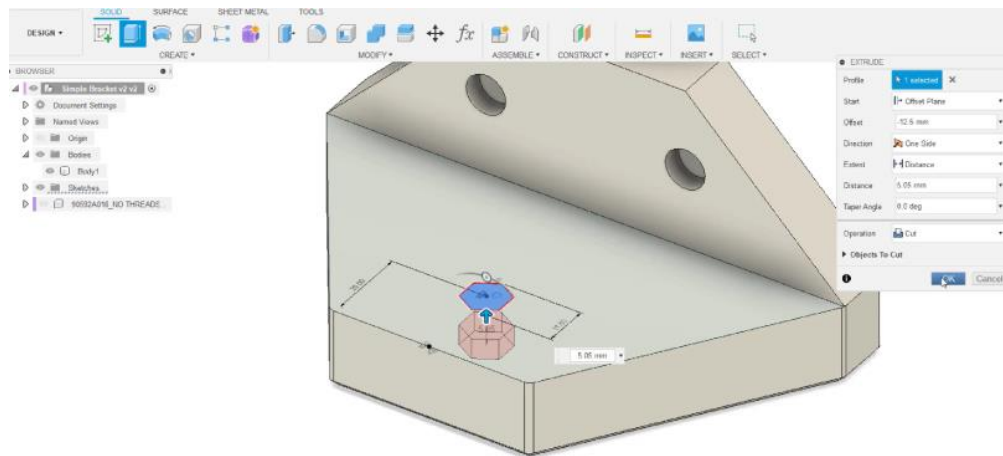 SOLID SURFACE SHEET METAL TOOLS
DESIGN
CREATE MODIFY ASSEMBLE CONSTRUCT INSPECT INSERT SELECT
BROWSER
Simple Bracket v2 v2
Document Settings
Named Views
Origin
Bodies
Body1
Sketches
90592A016_NO THREADE...
EXTRUDE
Profile 1 selected
Start Offset Plane
Offset -12.5 mm
Direction One Side
Extent Distance
Distance 5.05 mm
Taper Angle 0.0 deg
Operation Cut
Objects To Cut
OK Cancel
5.05 mm